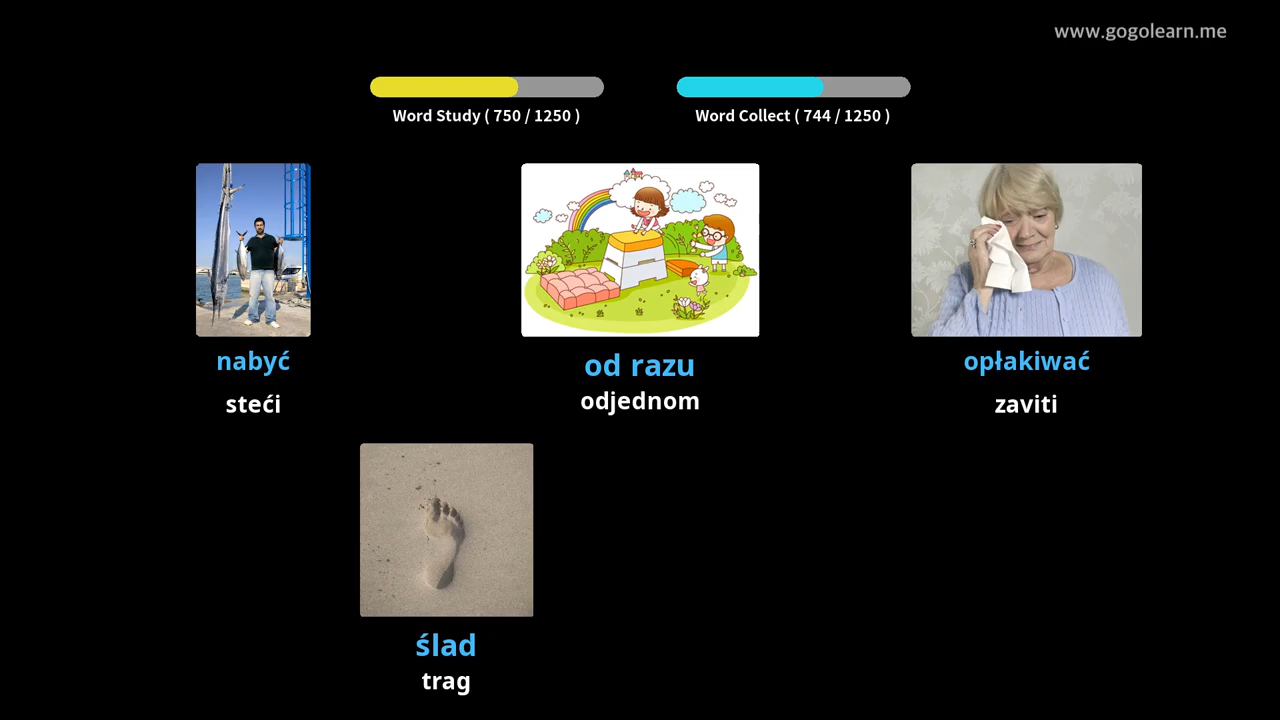 www.gogolearn.me
Word Study ( 750 / 1250 )
Word Collect ( 744 / 1250 )
nabyć
steći
od razu
odjednom
opłakiwać
zaviti
ślad
trag